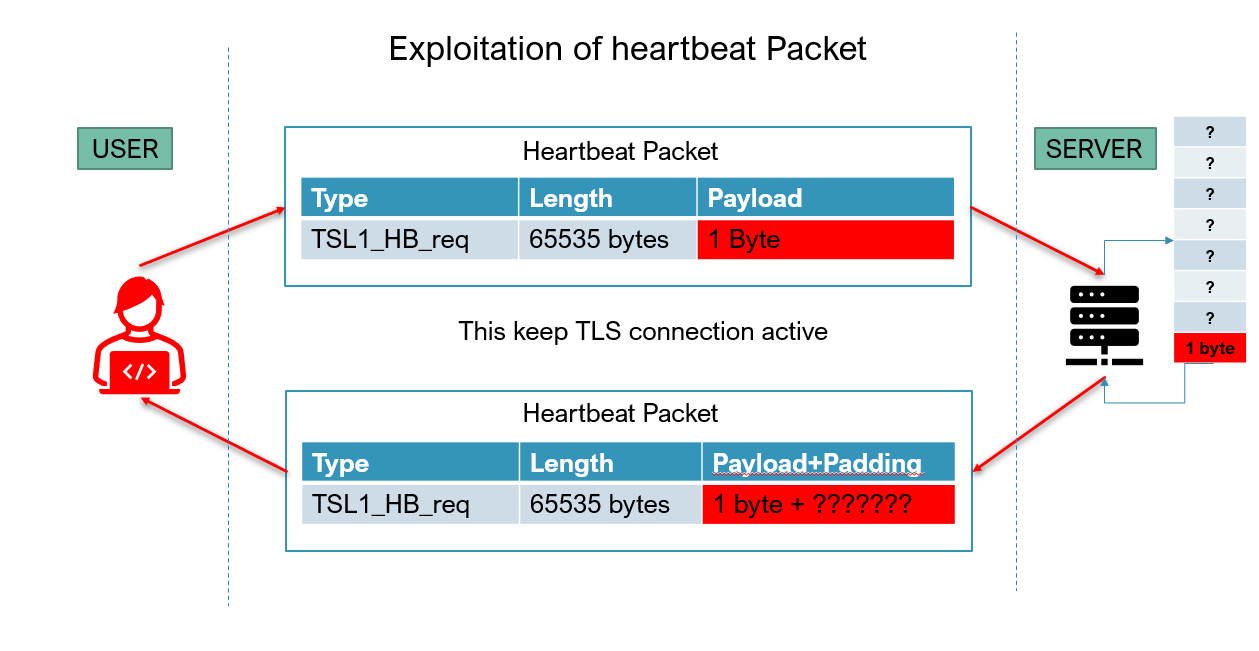 Exploitation of heartbeat Packet
USER
SERVER
Heartbeat Packet
Type Length Payload
TSL1_HB_req 65535 bytes 1 Byte
?
?
?
?
?
?
?
1 byte
This keep TLS connection active
</>
Heartbeat Packet
Type Length Payload+Padding
TSL1_HB_req 65535 bytes 1 byte + ???????